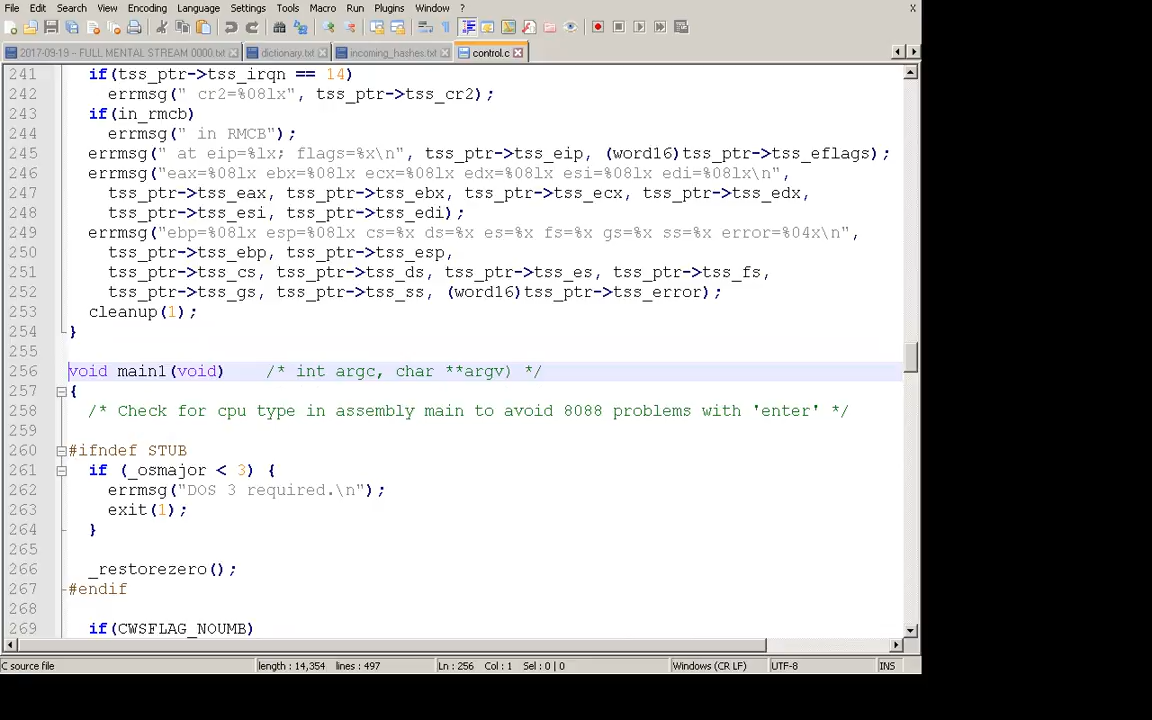 File Edit Search View Encoding Language Settings Tools Macro Run Plugins Window ? X
2017-09-19 – FULL MENTAL STREAM 0000.txt dictionary.txt incoming_hashes.txt control.c
241 if(tss_ptr->tss_irqn == 14)
242 errmsg(" cr2=%08lx", tss_ptr->tss_cr2);
243 if(in_rmcb)
244 errmsg(" in RMCB");
245 errmsg(" at eip=%lx; flags=%x\n", tss_ptr->tss_eip, (word16)tss_ptr->tss_eflags);
246 errmsg("eax=%08lx ebx=%08lx ecx=%08lx edx=%08lx esi=%08lx edi=%08lx\n",
247 tss_ptr->tss_eax, tss_ptr->tss_ebx, tss_ptr->tss_ecx, tss_ptr->tss_edx,
248 tss_ptr->tss_esi, tss_ptr->tss_edi);
249 errmsg("ebp=%08lx esp=%08lx cs=%x ds=%x es=%x fs=%x gs=%x ss=%x error=%04x\n",
250 tss_ptr->tss_ebp, tss_ptr->tss_esp,
251 tss_ptr->tss_cs, tss_ptr->tss_ds, tss_ptr->tss_es, tss_ptr->tss_fs,
252 tss_ptr->tss_gs, tss_ptr->tss_ss, (word16)tss_ptr->tss_error);
253 cleanup(1);
254 }
255
256 void main1(void) /* int argc, char **argv) */
257 {
258 /* Check for cpu type in assembly main to avoid 8088 problems with 'enter' */
259
260 #ifndef STUB
261 if (_osmajor < 3) {
262 errmsg("DOS 3 required.\n");
263 exit(1);
264 }
265
266 _restorezero();
267 #endif
268
269 if(CWSFLAG_NOUMB)
C source file length : 14,354 lines : 497 Ln : 256 Col : 1 Sel : 0 | 0 Windows (CR LF) UTF-8 INS